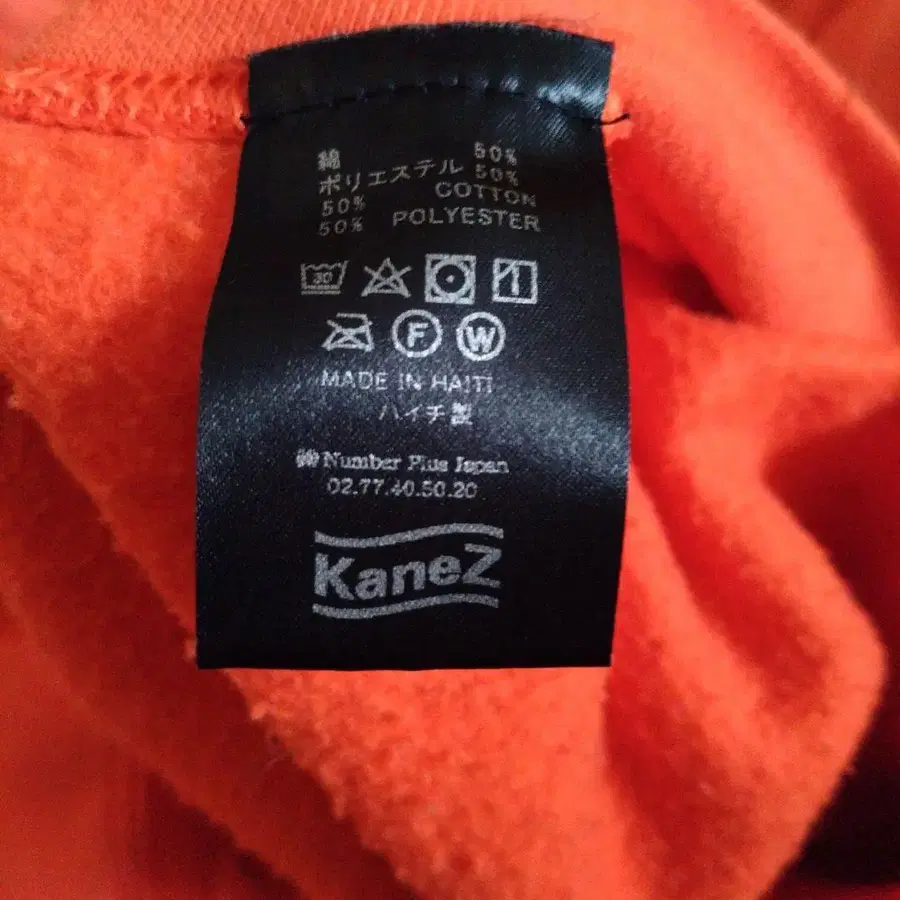 綿 50%
ポリエステル 50%
50% COTTON
50% POLYESTER
30
F W
MADE IN HAITI
ハイチ製
Number Plus Japan
02.77.40.50.20
KaneZ